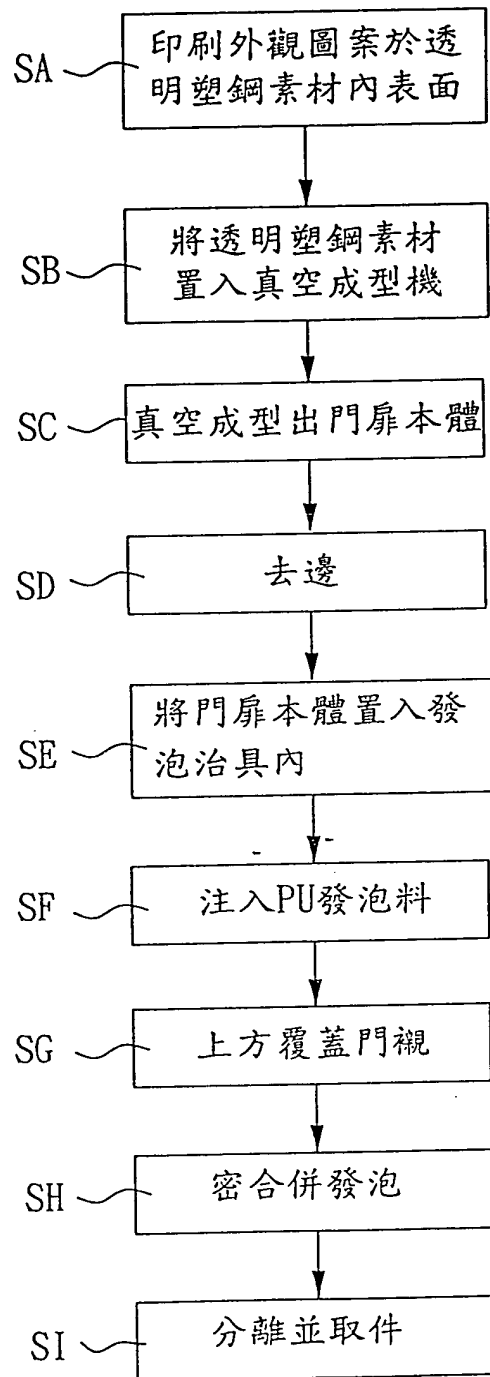 SA
印刷外觀圖案於透
明塑鋼素材內表面
SB
將透明塑鋼素材
置入真空成型機
SC
真空成型出門扉本體
SD
去邊
SE
將門扉本體置入發
泡治具內
SF
注入PU發泡料
SG
上方覆蓋門襯
SH
密合併發泡
SI
分離並取件